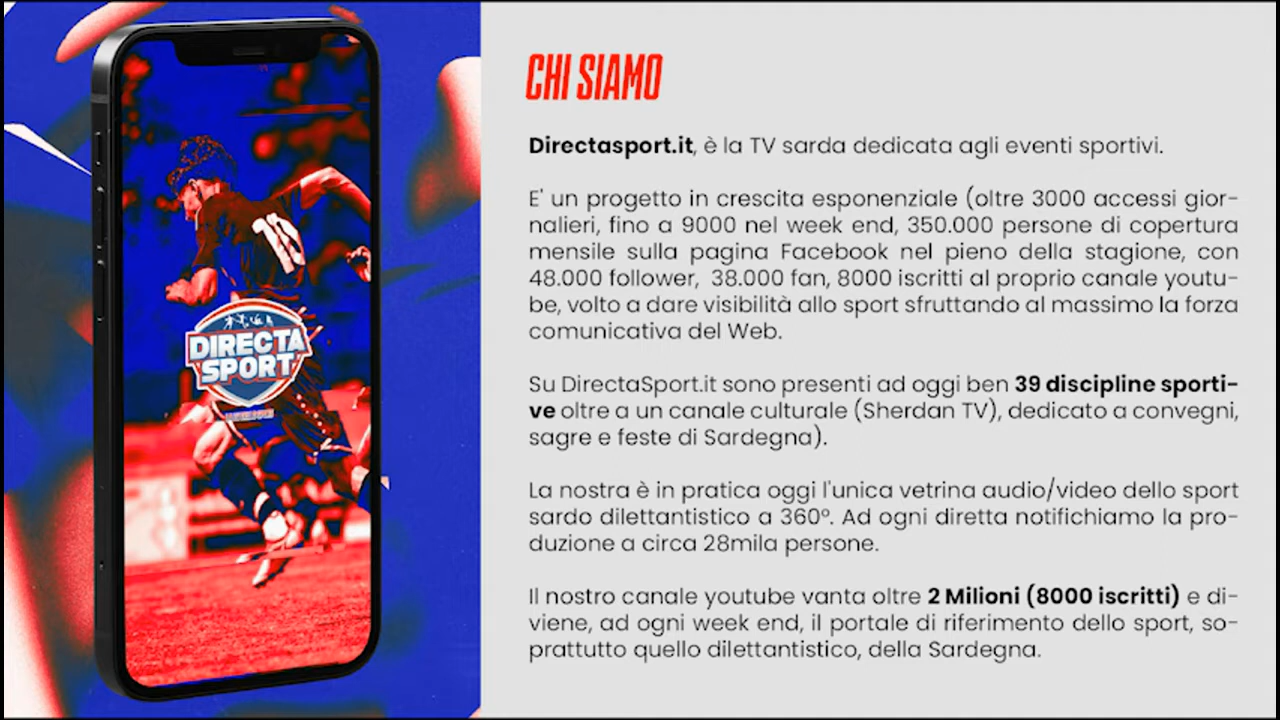 10
DIRECTA
SPORT
CHI SIAMO
Directasport.it, è la TV sarda dedicata agli eventi sportivi.
E' un progetto in crescita esponenziale (oltre 3000 accessi gior-
nalieri, fino a 9000 nel week end, 350.000 persone di copertura
mensile sulla pagina Facebook nel pieno della stagione, con
48.000 follower, 38.000 fan, 8000 iscritti al proprio canale youtu-
be, volto a dare visibilità allo sport sfruttando al massimo la forza
comunicativa del Web.
Su DirectaSport.it sono presenti ad oggi ben 39 discipline sporti-
ve oltre a un canale culturale (Sherdan TV), dedicato a convegni,
sagre e feste di Sardegna).
La nostra è in pratica oggi l'unica vetrina audio/video dello sport
sardo dilettantistico a 360°. Ad ogni diretta notifichiamo la pro-
duzione a circa 28mila persone.
Il nostro canale youtube vanta oltre 2 Milioni (8000 iscritti) e di-
viene, ad ogni week end, il portale di riferimento dello sport, so-
prattutto quello dilettantistico, della Sardegna.